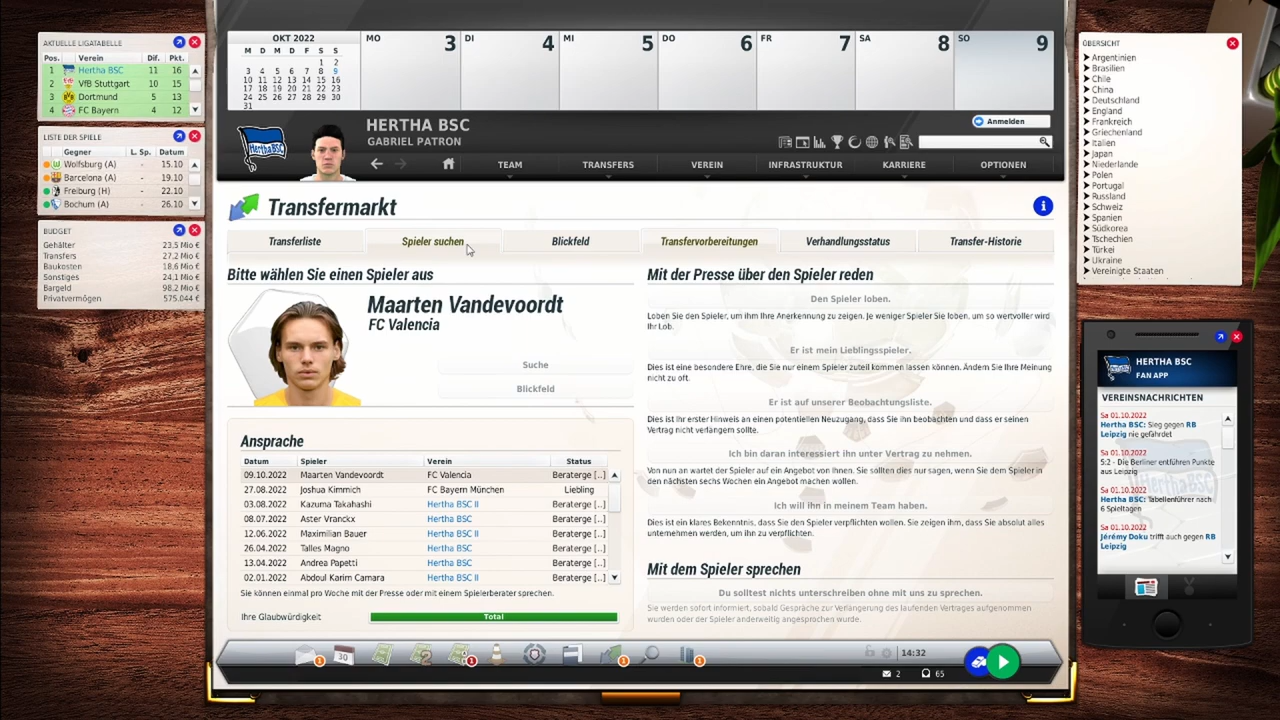 AKTUELLE LIGATABELLE
Pos. Verein Dif. Pkt.
1 Hertha BSC 11 16
2 VfB Stuttgart 10 15
3 Dortmund 5 13
4 FC Bayern 4 12
LISTE DER SPIELE
Gegner L. Sp. Datum
Wolfsburg (A) - 15.10
Barcelona (A) - 19.10
Freiburg (H) - 22.10
Bochum (A) - 26.10
BUDGET
Gehälter 23,5 Mio €
Transfers 27,2 Mio €
Baukosten 18,6 Mio €
Sonstiges 24,1 Mio €
Bargeld 98,2 Mio €
Privatvermögen 575.044 €
OKT 2022
M D M D F S S
1 2
3 4 5 6 7 8 9
10 11 12 13 14 15 16
17 18 19 20 21 22 23
24 25 26 27 28 29 30
31
MO 3
DI 4
MI 5
DO 6
FR 7
SA 8
SO 9
HERTHA BSC
GABRIEL PATRON
Anmelden
TEAM TRANSFERS VEREIN INFRASTRUKTUR KARRIERE OPTIONEN
Transfermarkt
Transferliste Spieler suchen Blickfeld Transfervorbereitungen Verhandlungsstatus Transfer-Historie
Bitte wählen Sie einen Spieler aus
Maarten Vandevoordt
FC Valencia
Suche
Blickfeld
Ansprache
Datum Spieler Verein Status
09.10.2022 Maarten Vandevoordt FC Valencia Beraterge [..]
27.08.2022 Joshua Kimmich FC Bayern München Liebling
03.08.2022 Kazuma Takahashi Hertha BSC II Beraterge [..]
08.07.2022 Aster Vranckx Hertha BSC Beraterge [..]
12.06.2022 Maximilian Bauer Hertha BSC II Beraterge [..]
26.04.2022 Talles Magno Hertha BSC Beraterge [..]
13.04.2022 Andrea Papetti Hertha BSC Beraterge [..]
02.01.2022 Abdoul Karim Camara Hertha BSC II Beraterge [..]
Sie können einmal pro Woche mit der Presse oder mit einem Spielerberater sprechen.
Ihre Glaubwürdigkeit Total
Mit der Presse über den Spieler reden
Den Spieler loben.
Loben Sie den Spieler, um ihm Ihre Anerkennung zu zeigen. Je weniger Spieler Sie loben, um so wertvoller wird
Ihr Lob.
Er ist mein Lieblingsspieler.
Dies ist eine besondere Ehre, die Sie nur einem Spieler zuteil kommen lassen können. Ändern Sie Ihre Meinung
nicht zu oft.
Er ist auf unserer Beobachtungsliste.
Dies ist Ihr erster Hinweis an einen potentiellen Neuzugang, dass Sie ihn beobachten und dass er seinen
Vertrag nicht verlängern sollte.
Ich bin daran interessiert ihn unter Vertrag zu nehmen.
Von nun an wartet der Spieler auf ein Angebot von Ihnen. Sie sollten dies nur sagen, wenn Sie dem Spieler in
den nächsten sechs Wochen ein Angebot machen wollen.
Ich will ihn in meinem Team haben.
Dies ist ein klares Bekenntnis, dass Sie den Spieler verpflichten wollen. Sie zeigen ihm, dass Sie absolut alles
unternehmen werden, um ihn zu verpflichten.
Mit dem Spieler sprechen
Du solltest nichts unterschreiben ohne mit uns zu sprechen.
Sie werden sofort informiert, sobald Gespräche zur Verlängerung des laufenden Vertrages aufgenommen
wurden oder der Spieler anderweitig angesprochen wurde.
ÜBERSICHT
Argentinien
Brasilien
Chile
China
Deutschland
England
Frankreich
Griechenland
Italien
Japan
Niederlande
Polen
Portugal
Russland
Schweiz
Spanien
Südkorea
Tschechien
Türkei
Ukraine
Vereinigte Staaten
HERTHA BSC
FAN APP
VEREINSNACHRICHTEN
Sa 01.10.2022
Hertha BSC: Sieg gegen RB
Leipzig nie gefährdet
Sa 01.10.2022
5:2 - Die Berliner entführen Punkte
aus Leipzig
Sa 01.10.2022
Hertha BSC: Tabellenführer nach
6 Spieltagen
Sa 01.10.2022
Jérémy Doku trifft auch gegen RB
Leipzig
1 30 2 1 1 1
14:32
2 65